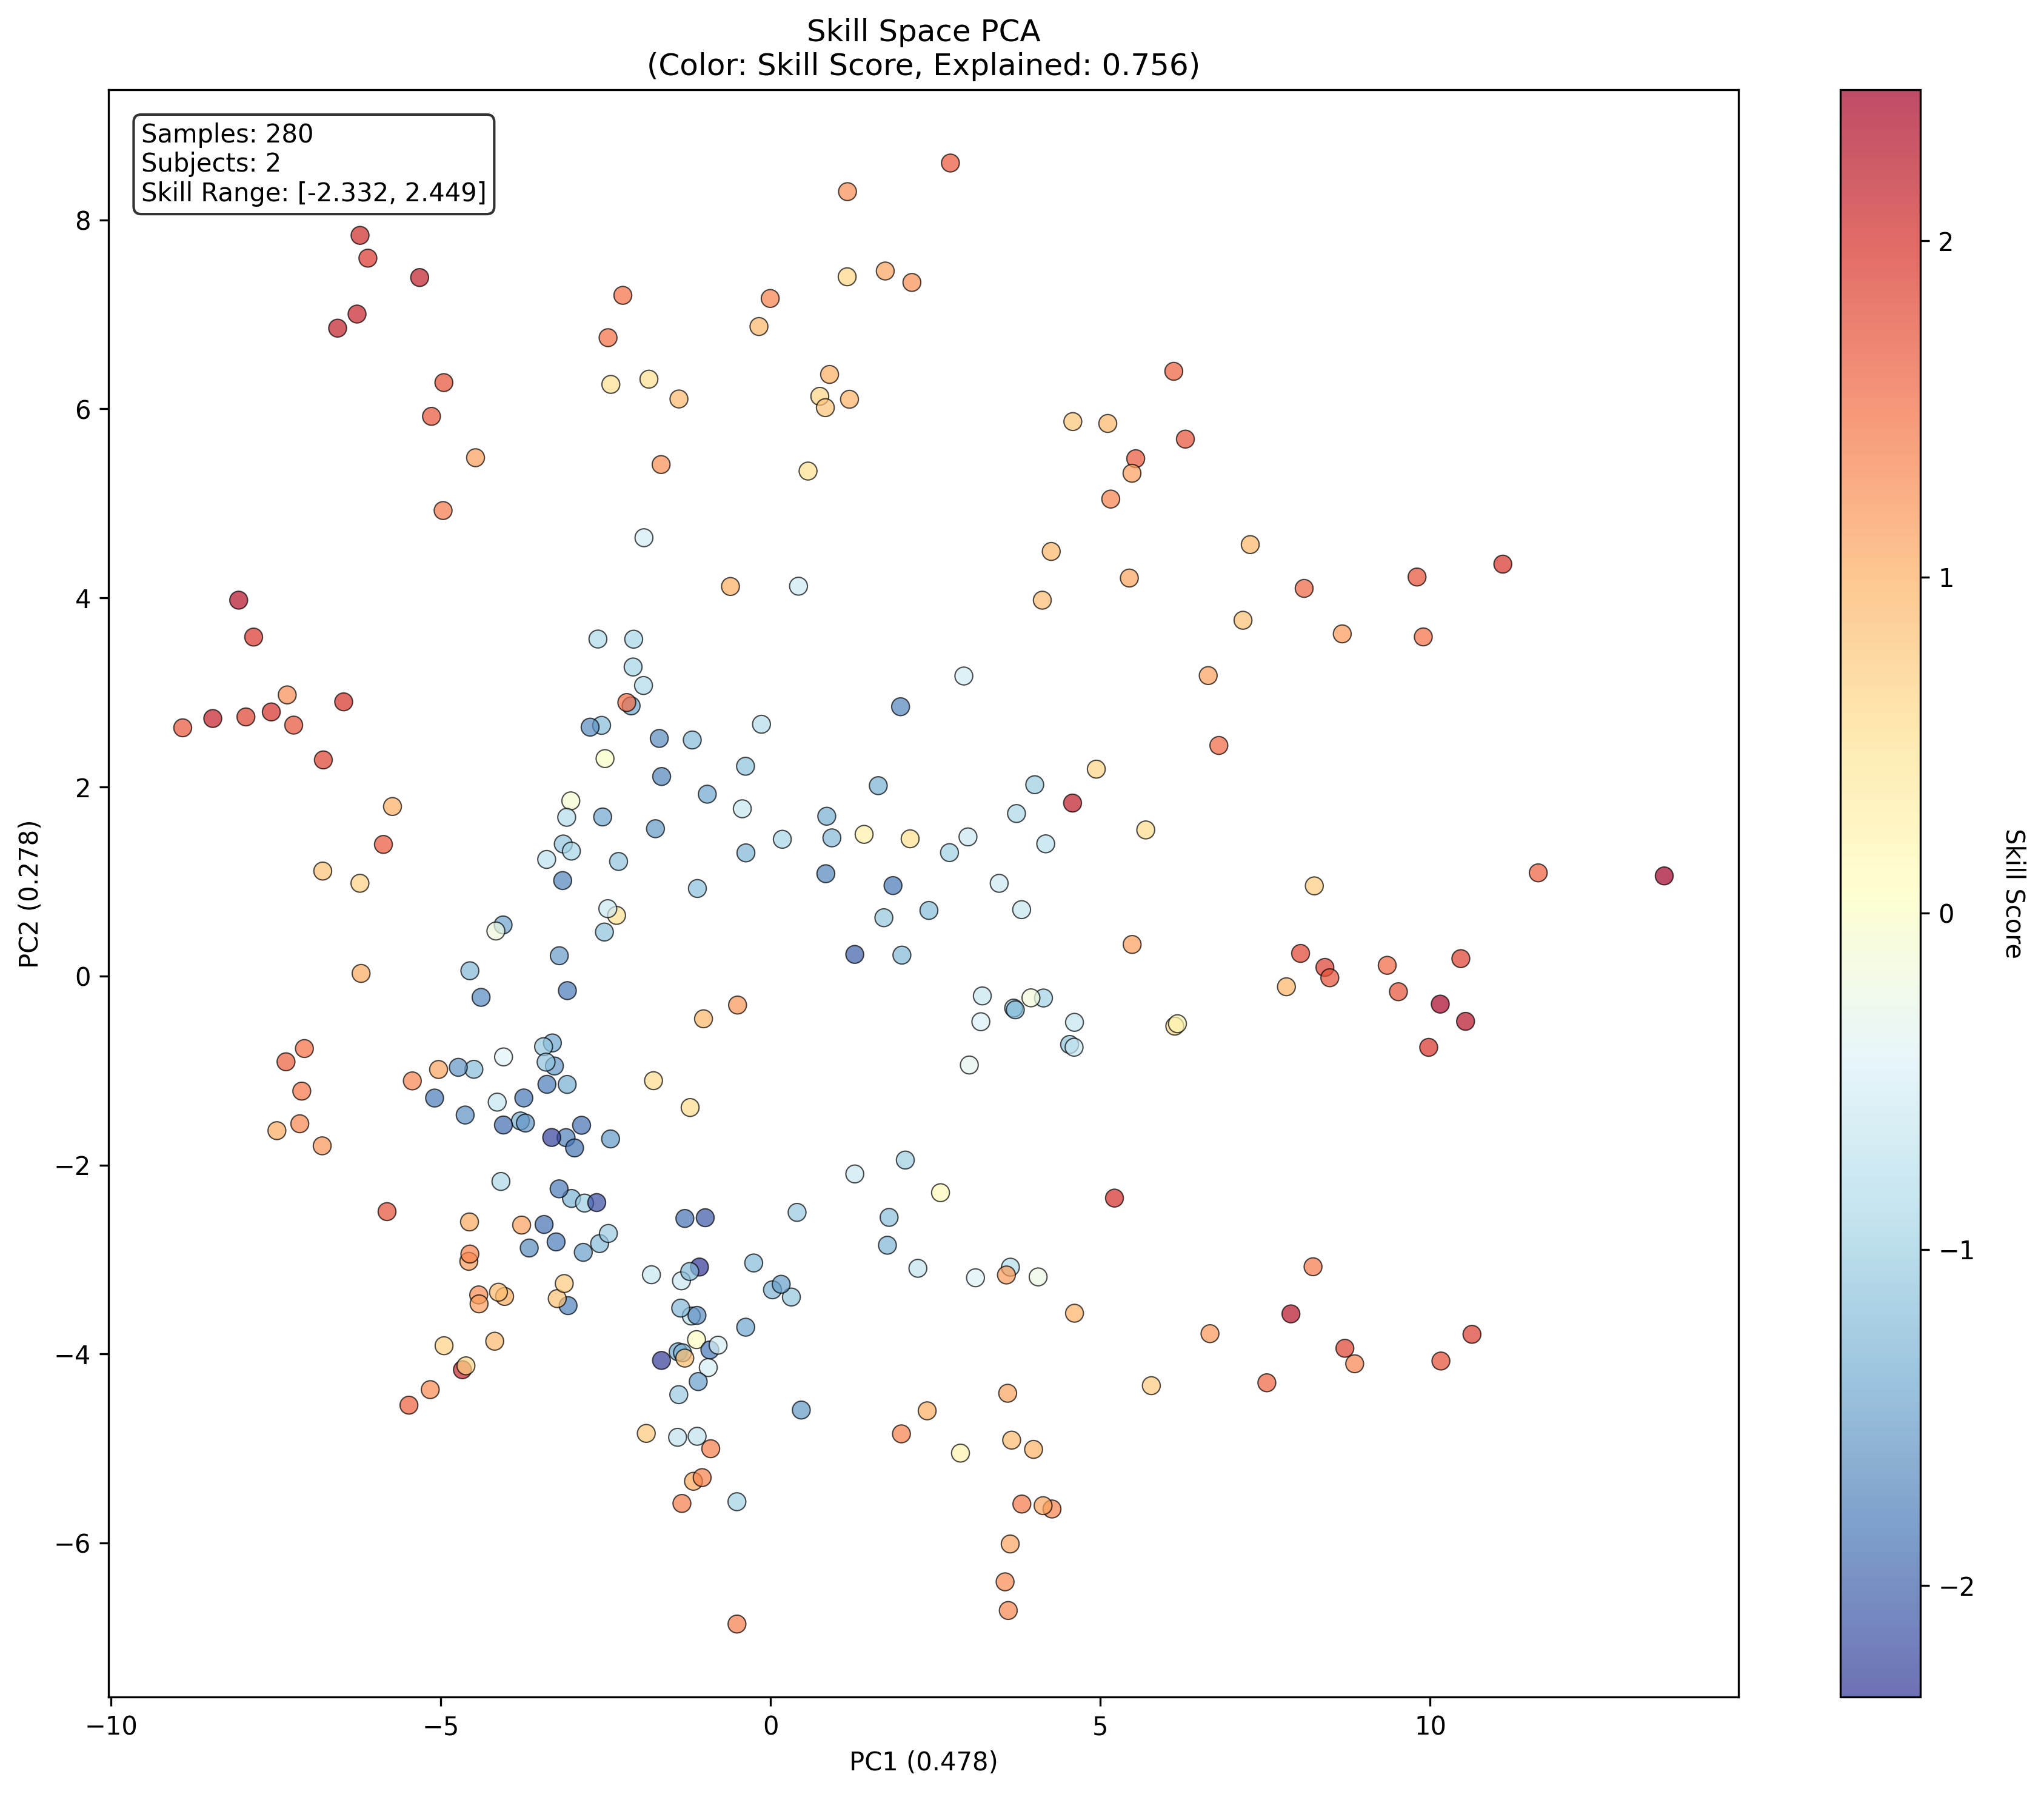 Skill Space PCA
(Color: Skill Score, Explained: 0.756)
Samples: 280
Subjects: 2
Skill Range: [-2.332, 2.449]
8
6
4
2
0
−2
−4
−6
PC2 (0.278)
−10
−5
0
5
10
PC1 (0.478)
2
1
0
−1
−2
Skill Score